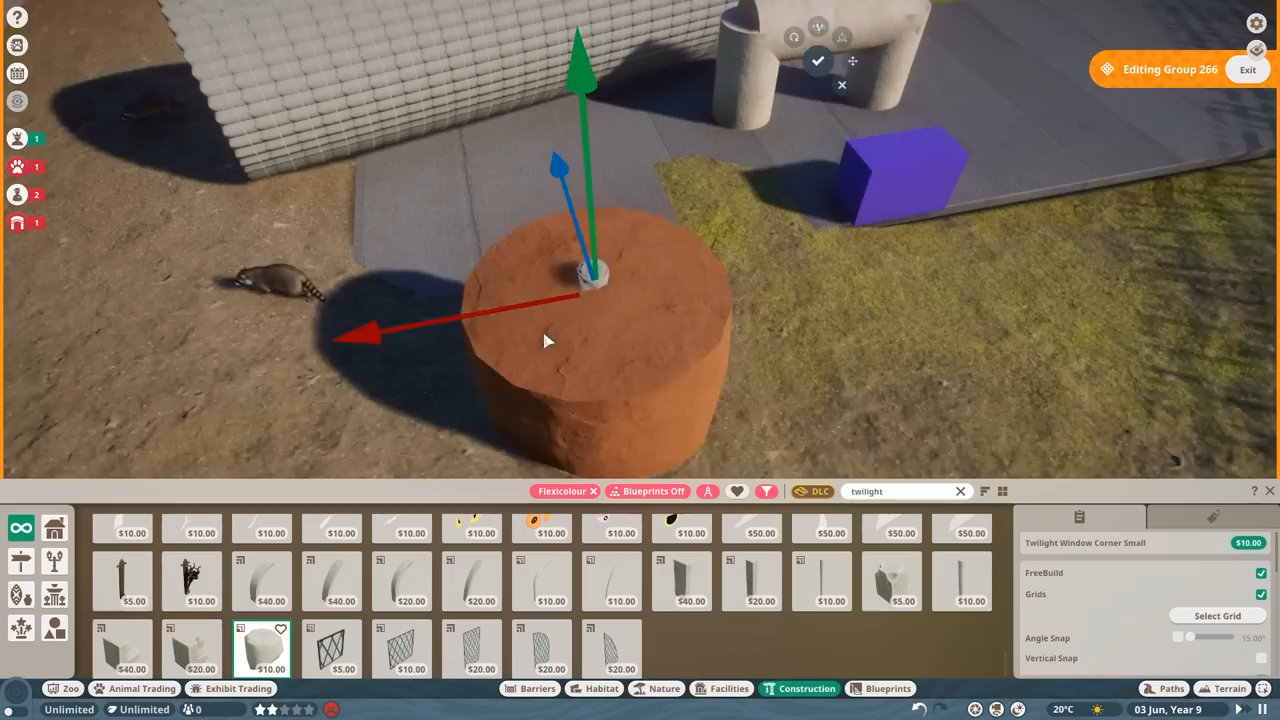 Editing Group 266
Exit
1
1
2
1
Flexicolour
Blueprints Off
DLC
twilight
?
$10.00 $10.00 $10.00 $10.00 $10.00 $10.00 $10.00 $10.00 $10.00 $50.00 $50.00 $50.00 $50.00
$5.00 $10.00 $40.00 $40.00 $20.00 $20.00 $10.00 $10.00 $40.00 $20.00 $10.00 $5.00 $10.00
$40.00 $20.00 $10.00 $5.00 $10.00 $20.00 $20.00 $20.00
Twilight Window Corner Small $10.00
FreeBuild
Grids
Select Grid
Angle Snap 15.00°
Vertical Snap
Zoo Animal Trading Exhibit Trading Barriers Habitat Nature Facilities Construction Blueprints Paths Terrain
Unlimited Unlimited 0 20°C 03 Jun, Year 9